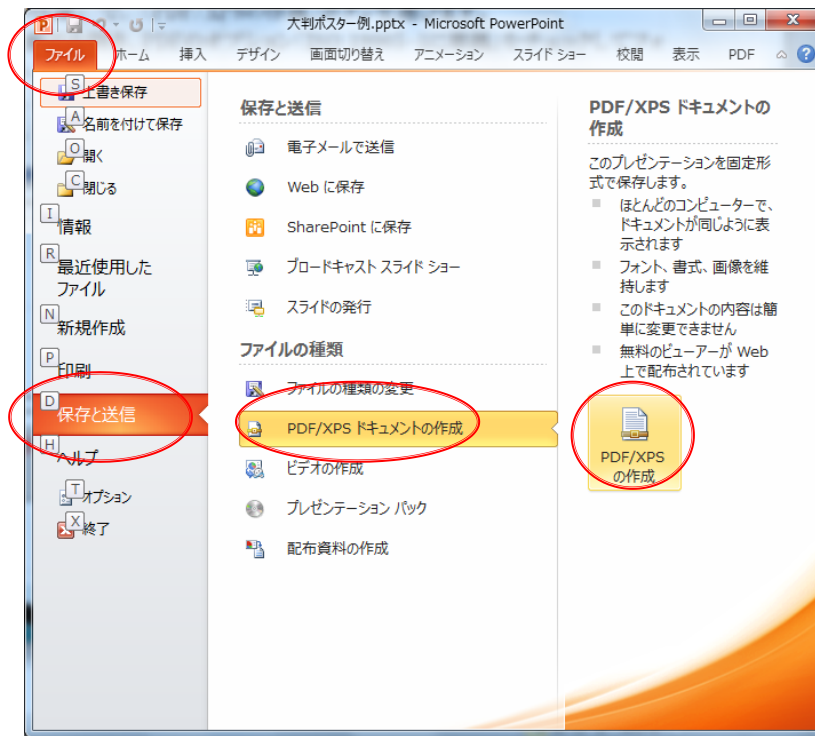 大判ポスター例.pptx - Microsoft PowerPoint
ファイル ホーム 挿入 デザイン 画面切り替え アニメーション スライド ショー 校閲 表示 PDF
S 上書き保存
A 名前を付けて保存
O 開く
C 閉じる
I 情報
R 最近使用した
ファイル
N 新規作成
P 印刷
D 保存と送信
H ヘルプ
T オプション
X 終了
保存と送信
電子メールで送信
Web に保存
SharePoint に保存
ブロードキャスト スライド ショー
スライドの発行
ファイルの種類
ファイルの種類の変更
PDF/XPS ドキュメントの作成
ビデオの作成
プレゼンテーション パック
配布資料の作成
PDF/XPS ドキュメントの
作成
このプレゼンテーションを固定形
式で保存します。
ほとんどのコンピューターで、
ドキュメントが同じように表
示されます
フォント、書式、画像を維
持します
このドキュメントの内容は簡
単に変更できません
無料のビューアーが Web
上で配布されています
PDF/XPS
の作成